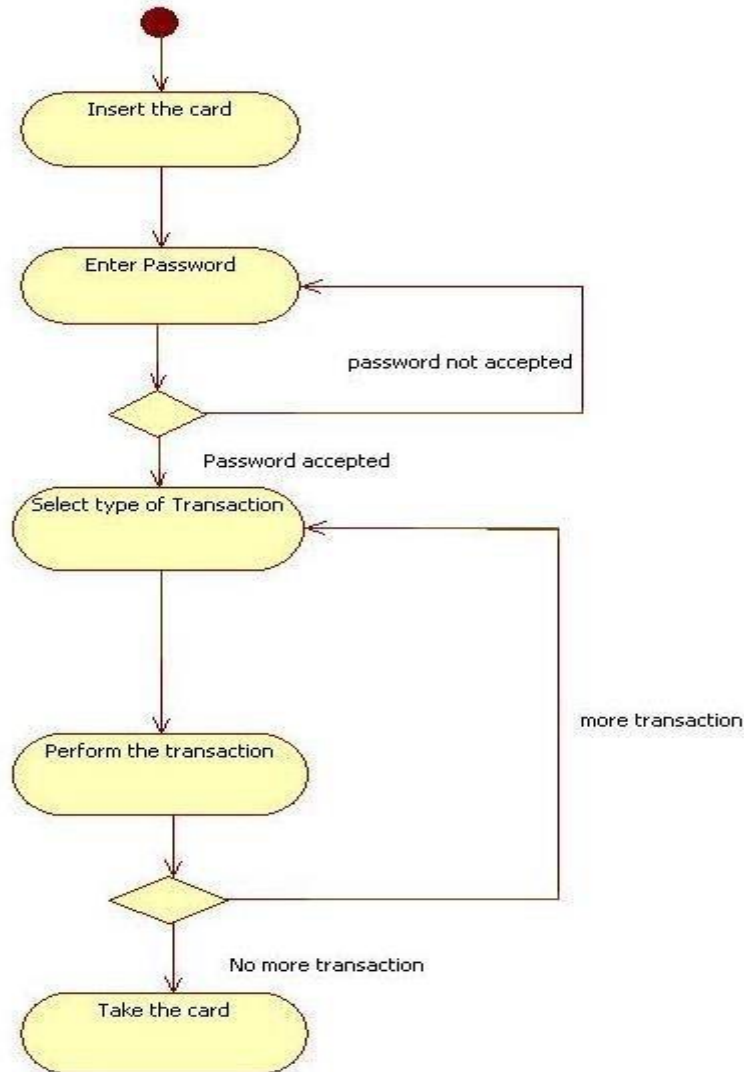 Insert the card
Enter Password
password not accepted
Password accepted
Select type of Transaction
more transaction
Perform the transaction
No more transaction
Take the card